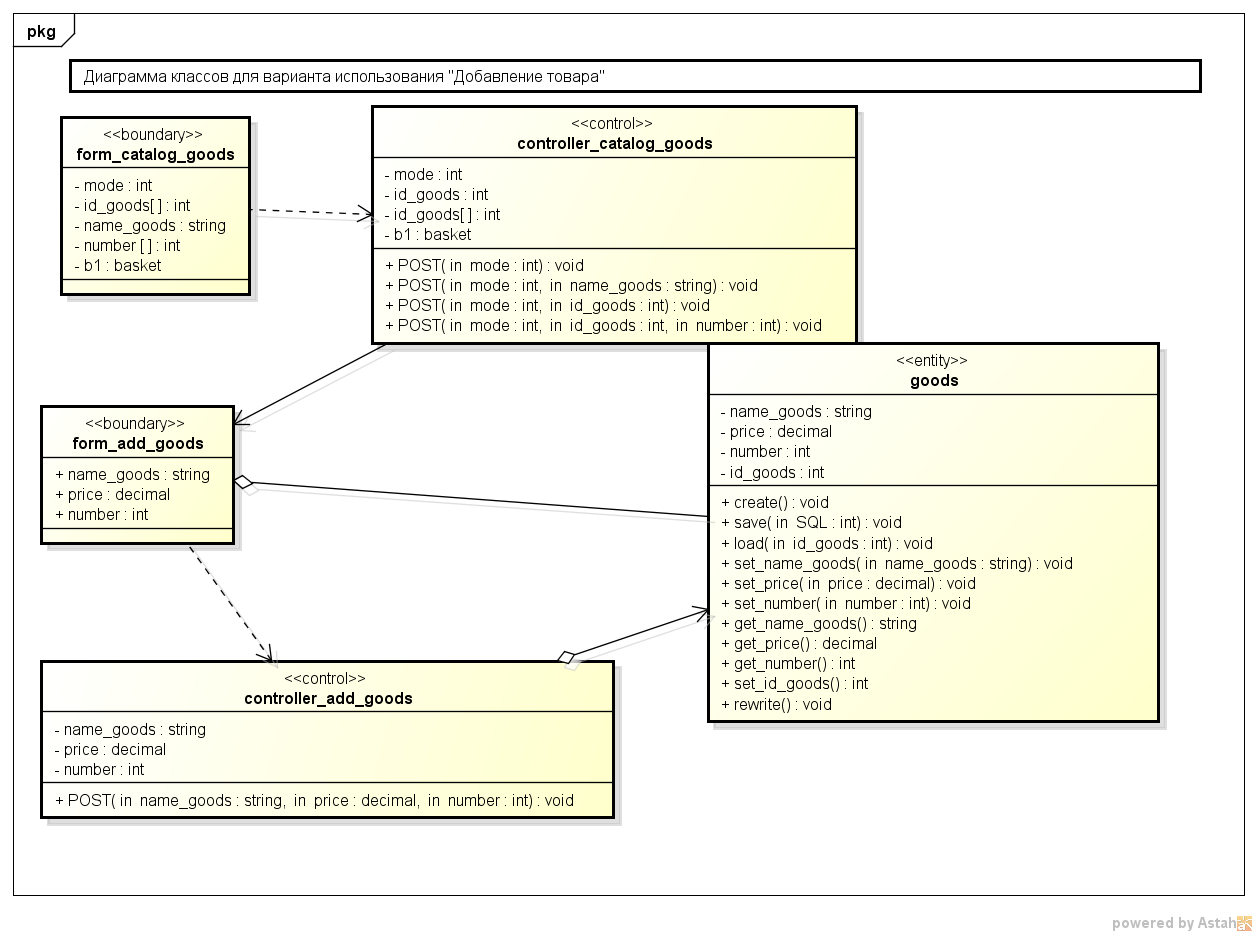 pkg
Диаграмма классов для варианта использования "Добавление товара"
<<boundary>>
form_catalog_goods
- mode : int
- id_goods[ ] : int
- name_goods : string
- number [ ] : int
- b1 : basket
<<control>>
controller_catalog_goods
- mode : int
- id_goods : int
- id_goods[ ] : int
- b1 : basket
+ POST( in mode : int) : void
+ POST( in mode : int, in name_goods : string) : void
+ POST( in mode : int, in id_goods : int) : void
+ POST( in mode : int, in id_goods : int, in number : int) : void
<<entity>>
goods
- name_goods : string
- price : decimal
- number : int
- id_goods : int
+ create() : void
+ save( in SQL : int) : void
+ load( in id_goods : int) : void
+ set_name_goods( in name_goods : string) : void
+ set_price( in price : decimal) : void
+ set_number( in number : int) : void
+ get_name_goods() : string
+ get_price() : decimal
+ get_number() : int
+ set_id_goods() : int
+ rewrite() : void
<<boundary>>
form_add_goods
+ name_goods : string
+ price : decimal
+ number : int
<<control>>
controller_add_goods
- name_goods : string
- price : decimal
- number : int
+ POST( in name_goods : string, in price : decimal, in number : int) : void
powered by Astah